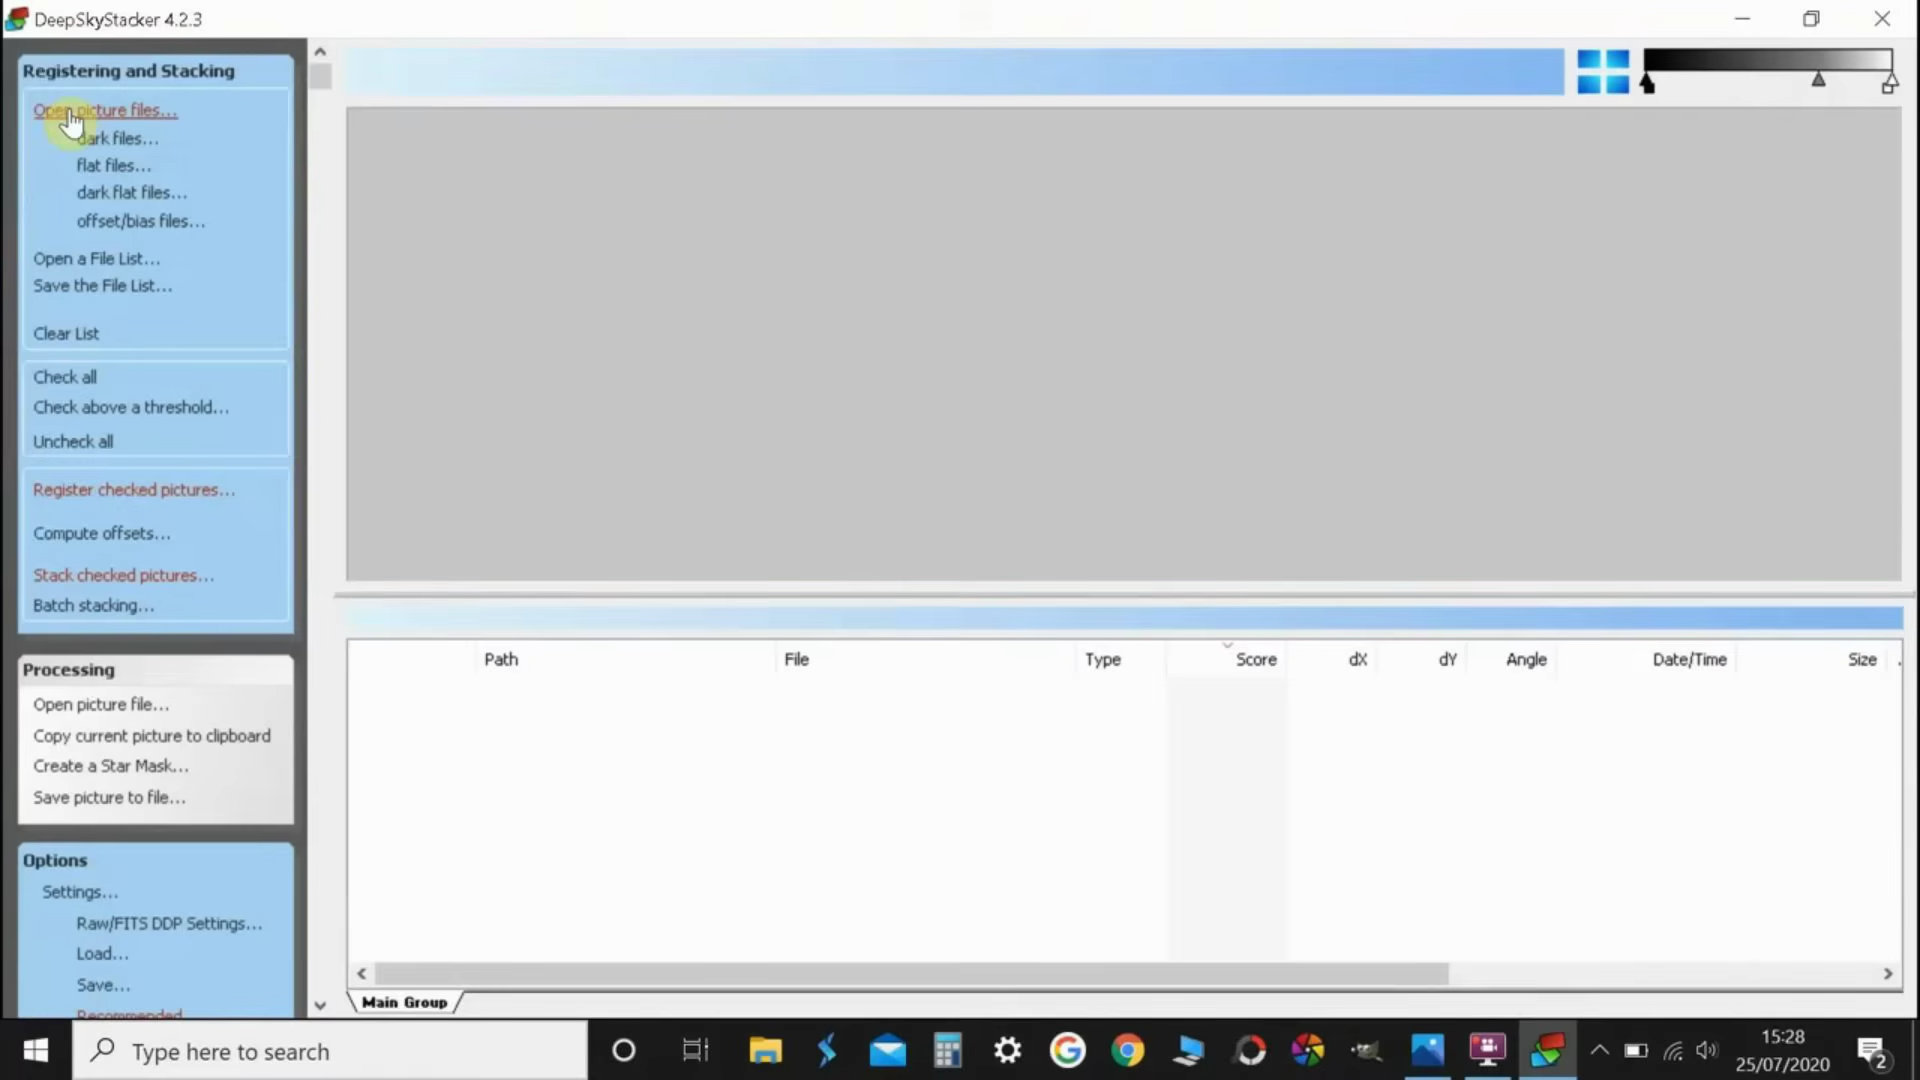 DeepSkyStacker 4.2.3
Registering and Stacking
Open picture files...
dark files...
flat files...
dark flat files...
offset/bias files...
Open a File List...
Save the File List...
Clear List
Check all
Check above a threshold...
Uncheck all
Register checked pictures...
Compute offsets...
Stack checked pictures...
Batch stacking...
Processing
Open picture file...
Copy current picture to clipboard
Create a Star Mask...
Save picture to file...
Options
Settings...
Raw/FITS DDP Settings...
Load...
Save...
Recommended
Path File Type Score dX dY Angle Date/Time Size
Main Group
Type here to search
15:28
25/07/2020
2